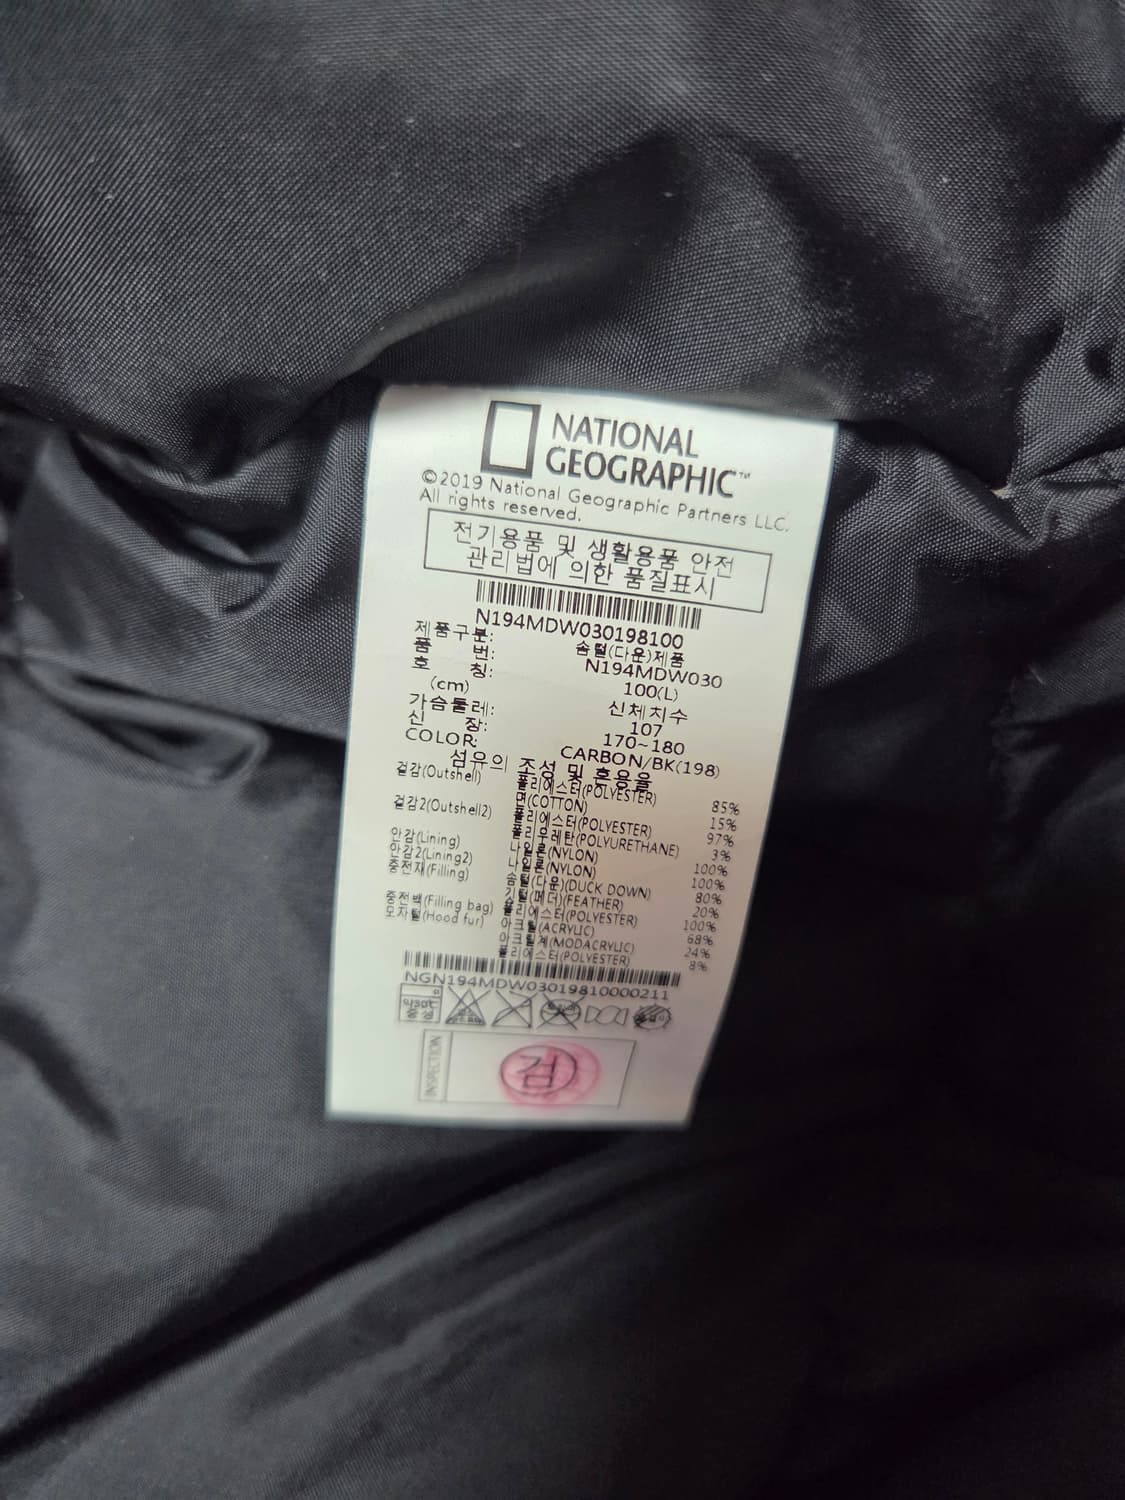 NATIONAL
GEOGRAPHIC™
©2019 National Geographic Partners LLC.
All rights reserved.
전기용품 및 생활용품 안전
관리법에 의한 품질표시
N194MDW030198100
제품구분: 솜털(다운)제품
품 번: N194MDW030
호 칭: 100(L)
(cm) 신체치수
가슴둘레: 107
신 장: 170~180
COLOR: CARBON/BK(198)
섬유의 조성 및 혼용율
겉감(Outshell) 폴리에스터(POLYESTER) 85%
면(COTTON) 15%
겉감2(Outshell2) 폴리에스터(POLYESTER) 97%
폴리우레탄(POLYURETHANE) 3%
안감(Lining) 나일론(NYLON) 100%
안감2(Lining2) 나일론(NYLON) 100%
충전재(Filling) 솜털(다운)(DUCK DOWN) 80%
깃털(페더)(FEATHER) 20%
충전백(Filling bag) 폴리에스터(POLYESTER) 100%
모자털(Hood fur) 아크릴(ACRYLIC) 68%
아크릴계(MODACRYLIC) 24%
폴리에스터(POLYESTER) 8%
NGN194MDW03019810000211
중성
INSPECTION
검